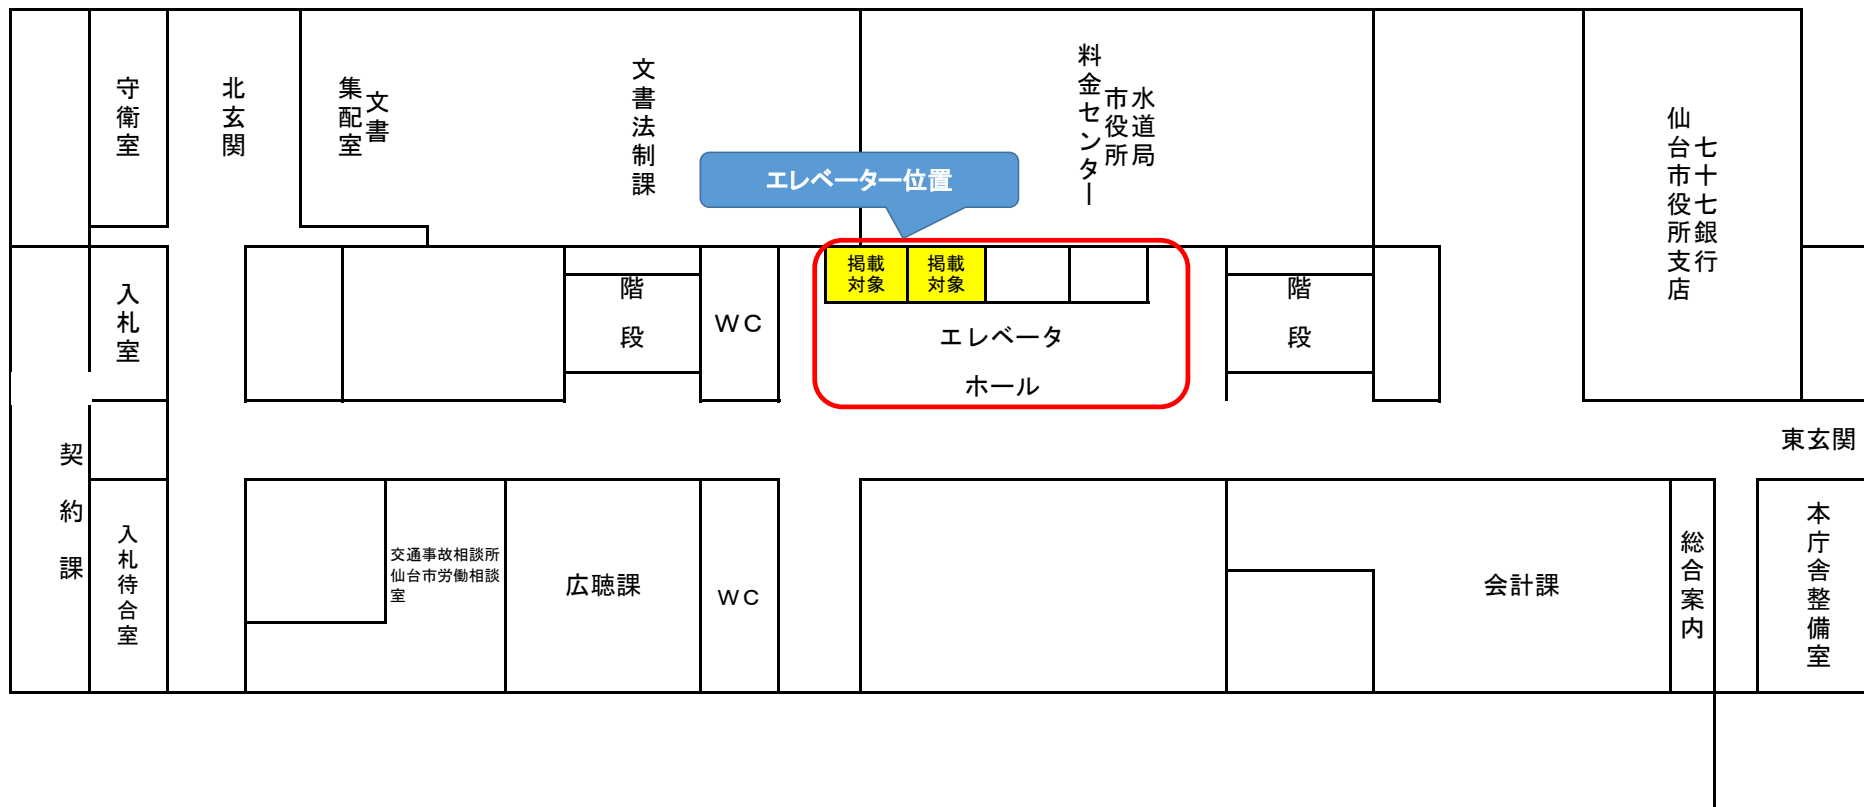 守衛室
北玄関
文書
集配室
文書法制課
水道局
市役所
料金センター
七十七銀行
仙台市役所支店
エレベーター位置
掲載
対象
掲載
対象
入札室
階段
WC
エレベータ
ホール
階段
東玄関
契約課
入札待合室
交通事故相談所
仙台市労働相談
室
広聴課
WC
会計課
総合案内
本庁舎整備室